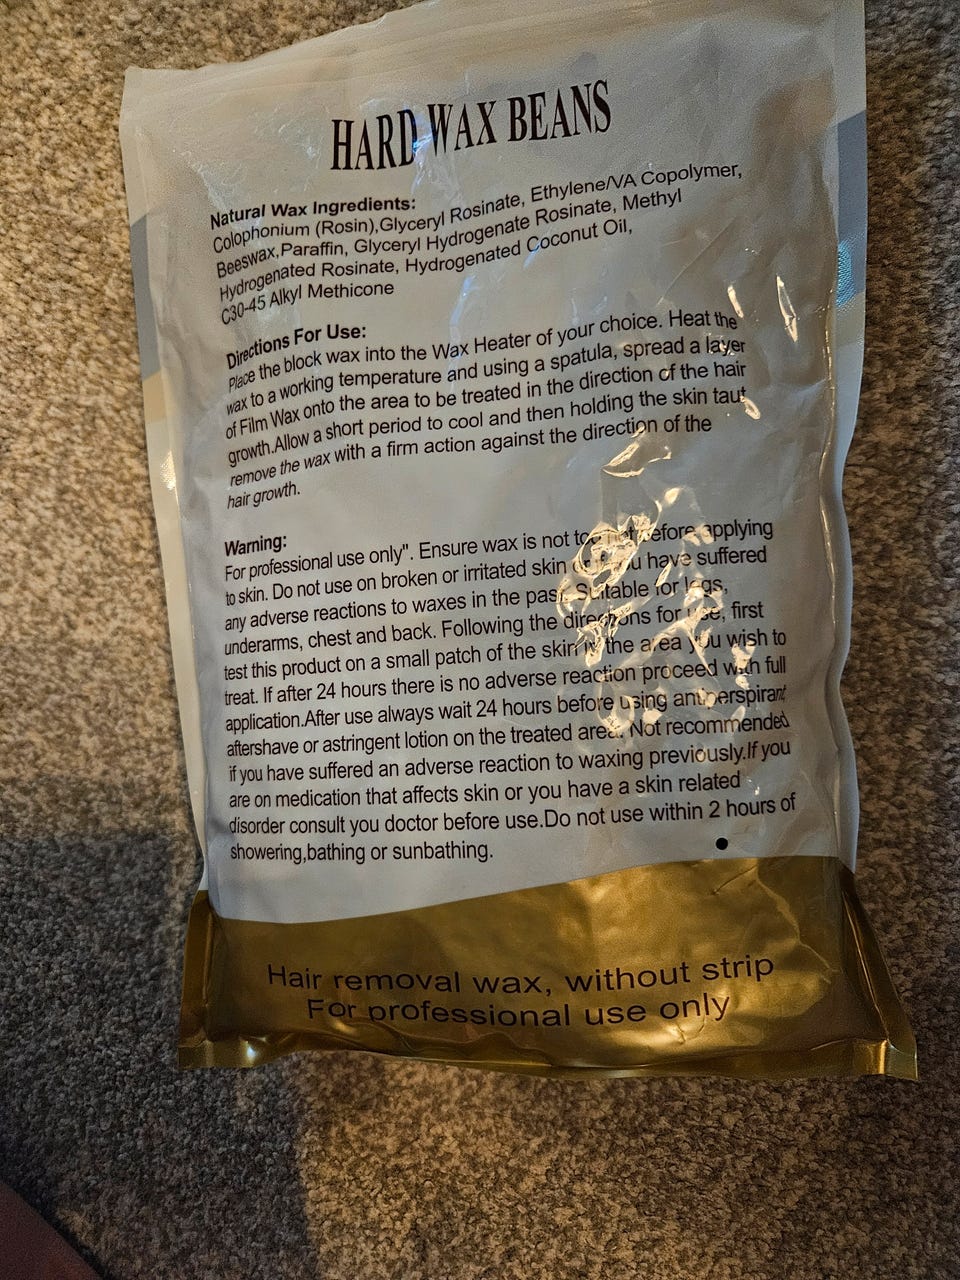 HARD WAX BEANS
Natural Wax Ingredients:
Colophonium (Rosin),Glyceryl Rosinate, Ethylene/VA Copolymer,
Beeswax,Paraffin, Glyceryl Hydrogenate Rosinate, Methyl
Hydrogenated Rosinate, Hydrogenated Coconut Oil,
C30-45 Alkyl Methicone
Directions For Use:
Place the block wax into the Wax Heater of your choice. Heat the
wax to a working temperature and using a spatula, spread a layer
of Film Wax onto the area to be treated in the direction of the hair
growth.Allow a short period to cool and then holding the skin taut
remove the wax with a firm action against the direction of the
hair growth.
Warning:
For professional use only". Ensure wax is not too hot before applying
to skin. Do not use on broken or irritated skin or if you have suffered
any adverse reactions to waxes in the past. Suitable for legs,
underarms, chest and back. Following the directions for use, first
test this product on a small patch of the skin in the area you wish to
treat. If after 24 hours there is no adverse reaction proceed with full
application.After use always wait 24 hours before using antiperspirant
aftershave or astringent lotion on the treated area. Not recommended
if you have suffered an adverse reaction to waxing previously.If you
are on medication that affects skin or you have a skin related
disorder consult you doctor before use.Do not use within 2 hours of
showering,bathing or sunbathing.
Hair removal wax, without strip
For professional use only